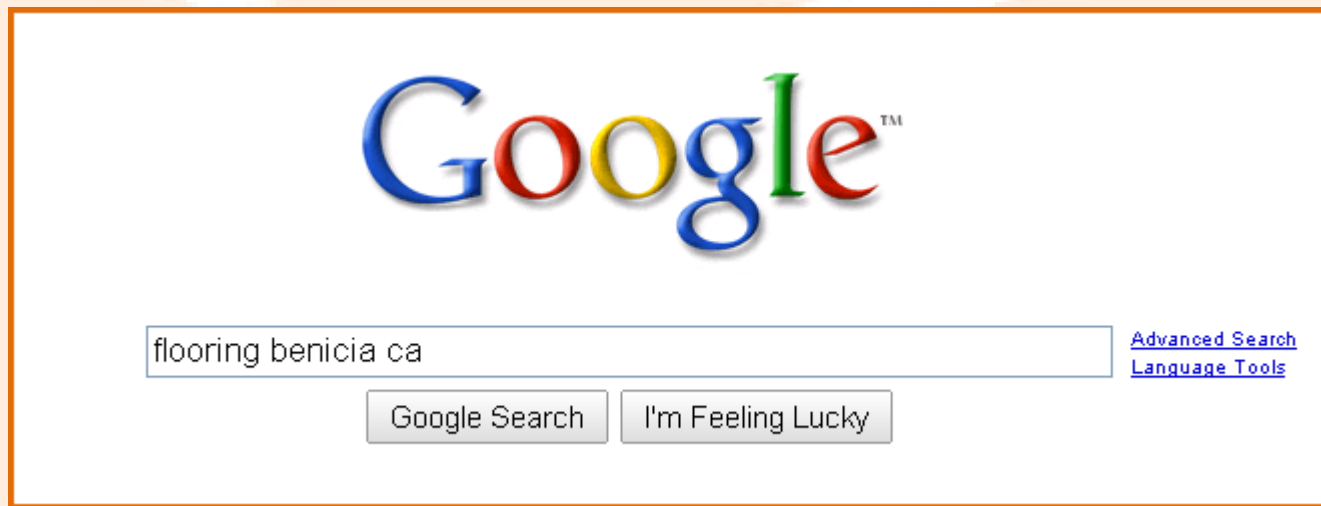 Google™
flooring benicia ca
Advanced Search
Language Tools
Google Search
I'm Feeling Lucky